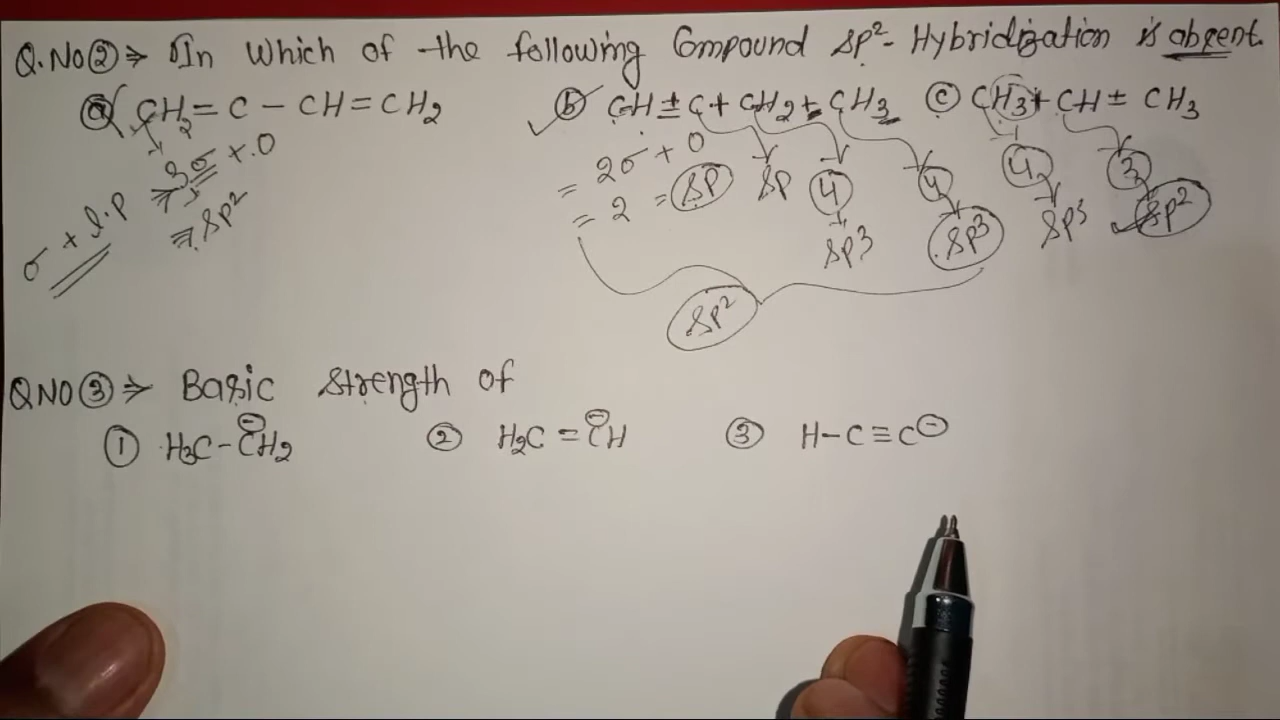 Q.NO② ⇒ In Which of the following Compound SP²- Hybridization is absent.
ⓐ CH₂ = C - CH = CH₂ ⓑ CH ≡ C + CH2 + CH3 ⓒ CH3 + CH = CH3
σ + l.p ⇒ 3σ + 0
⇒ SP²
= 2σ + 0
= 2 = SP SP 4 4 4 3
SP3 SP3 SP3 SP²
SP²
QNO③ ⇒ Basic Strength of
① H3C - C⊖H2 ② H2C = C⊖H ③ H-C≡C⊖